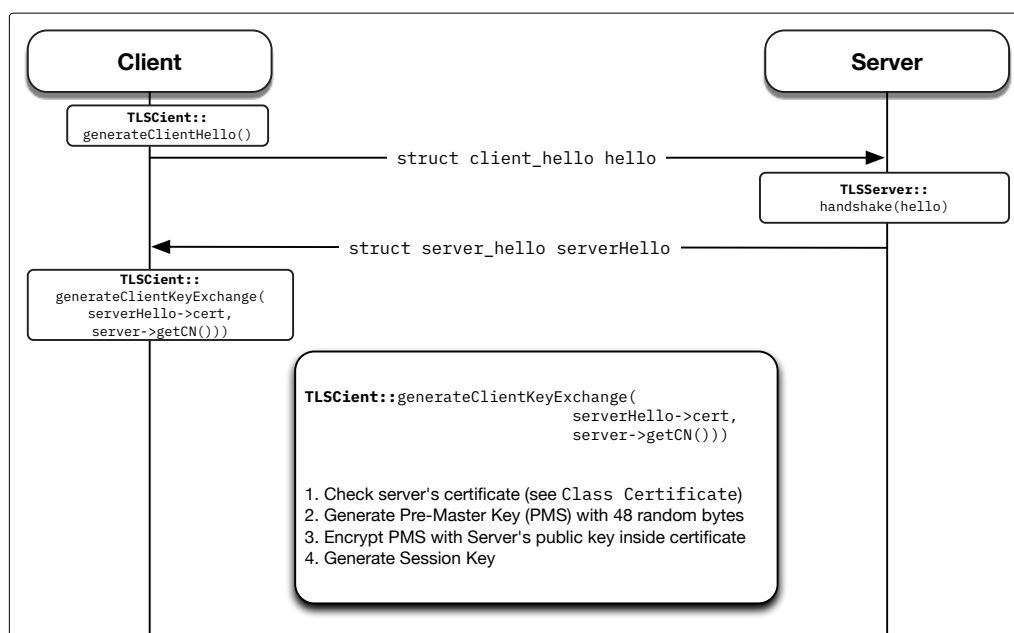 Client
Server
TLSCient::
generateClientHello()
struct client_hello hello
TLSServer::
handshake(hello)
struct server_hello serverHello
TLSCient::
generateClientKeyExchange(
serverHello->cert,
server->getCN()))
TLSCient::generateClientKeyExchange(
serverHello->cert,
server->getCN()))
1. Check server's certificate (see Class Certificate)
2. Generate Pre-Master Key (PMS) with 48 random bytes
3. Encrypt PMS with Server's public key inside certificate
4. Generate Session Key